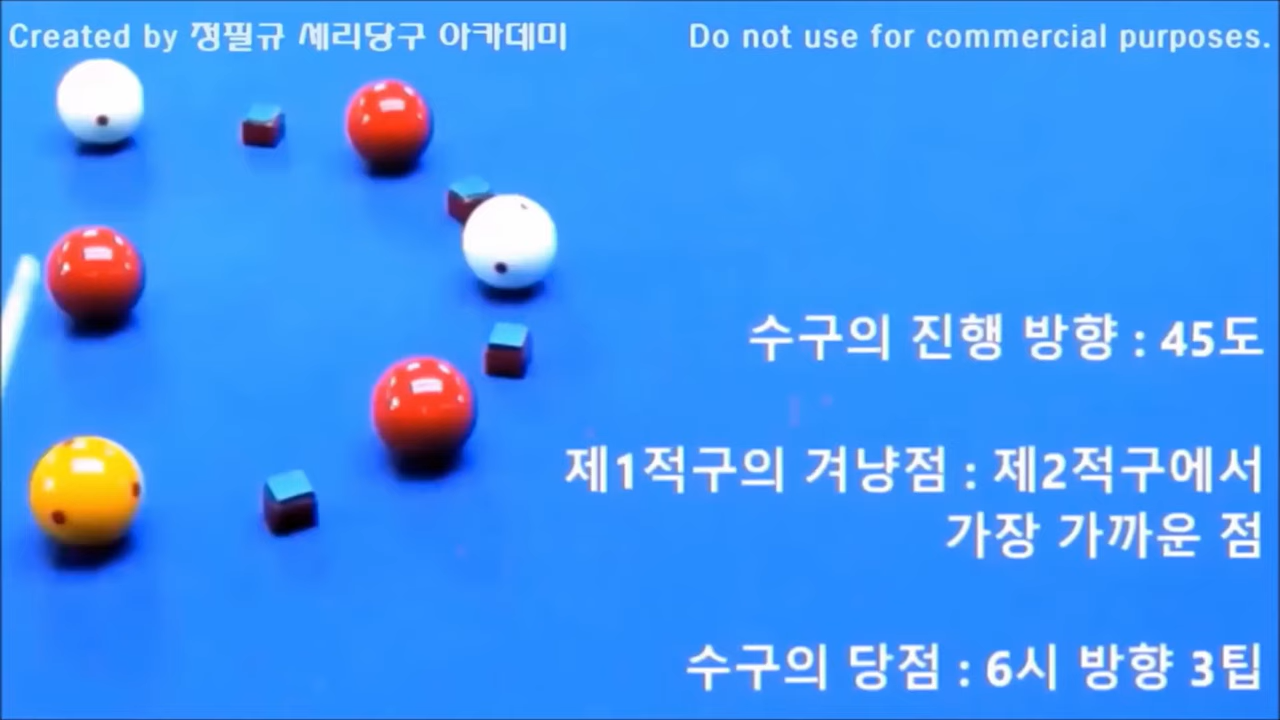 Created by 정필규 세리당구 아카데미
Do not use for commercial purposes.
수구의 진행 방향 : 45도
제1적구의 겨냥점 : 제2적구에서
가장 가까운 점
수구의 당점 : 6시 방향 3팁